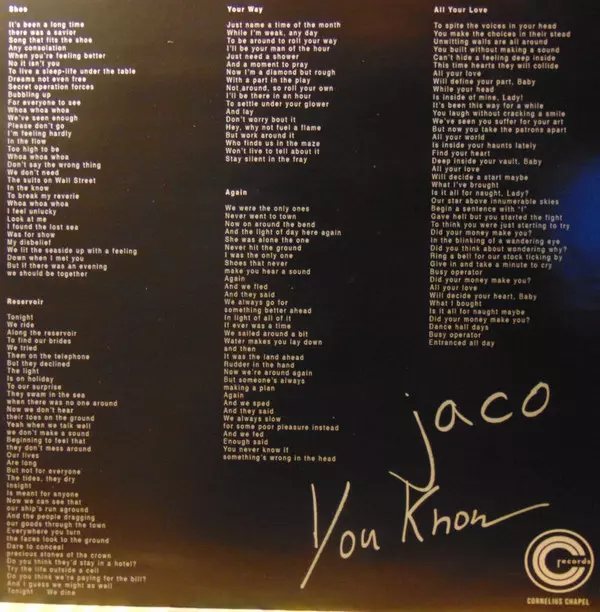 Shoe
It's been a long time
there was a savior
Song that fits the shoe
Any consolation
When you're feeling better
No it isn't you
To live a sleep-life under the table
Dreams not even free
Secret operation forces
Bubbling up
For everyone to see
Whoa whoa whoa
We've seen enough
Please don't go
I'm feeling hardly
In the flow
Too high to be
Whoa whoa whoa
Don't say the wrong thing
We don't need
The suits on Wall Street
In the know
To break my reverie
Whoa whoa whoa
I feel unlucky
Look at me
I found the lost sea
Was for show
My disbelief
We lit the seaside up with a feeling
Down when I met you
But if there was an evening
we should be together
Reservoir
Tonight
We ride
Along the reservoir
To find our brides
We tried
Them on the telephone
But they declined
The light
Is on holiday
To our surprise
They swam in the sea
when there was no one around
Now we don't hear
their toes on the ground
Yeah when we talk well
we don't make a sound
Beginning to feel that
they don't mess around
Our lives
Are long
But not for everyone
The tides, they dry
Insight
Is meant for anyone
Now we can see that
our ship's run aground
And the people dragging
our goods through the town
Everywhere you turn
the faces look to the ground
Dare to conceal
precious stones of the crown
Do you think they'd stay in a hotel?
Try the life outside a cell
Do you think we're paying for the bill?
And I guess we might as well
Tonight We dine
Your Way
Just name a time of the month
While I'm weak, any day
To be around to roll your way
I'll be your man of the hour
Just need a shower
And a moment to pray
Now I'm a diamond but rough
With a part in the play
Not around, so roll your own
I'll be there in an hour
To settle under your glower
And lay
Don't worry bout it
Hey, why not fuel a flame
But work around it
Who finds us in the maze
Won't live to tell about it
Stay silent in the fray
Again
We were the only ones
Never went to town
Now on around the bend
And the light of day here again
She was alone the one
Never hit the ground
I was the only one
Shoes that never
make you hear a sound
Again
And we fled
And they said
We always go for
something better ahead
In light of all of it
It ever was a time
We sailed around a bit
Water makes you lay down
and then
It was the land ahead
Rudder in the hand
Now we're around again
But someone's always
making a plan
Again
And we sped
And they said
We always slow
for some poor pleasure instead
And we fed
Enough said
You never know it
something's wrong in the head
All Your Love
To spite the voices in your head
You make the choices in their stead
Unwitting walls are all around
You built without making a sound
Can't hide a feeling deep inside
This time hearts they will collide
All your love
Will define your part, Baby
While your head
Is inside of mine, Lady!
It's been this way for a while
You laugh without cracking a smile
We've seen you suffer for your art
But now you take the patrons apart
All your world
Is inside your haunts lately
Find your heart
Deep inside your vault, Baby
All your love
Will decide a start maybe
What I've brought
Is it all for naught, Lady?
Our star above innumerable skies
Begin a sentence with "I"
Gave hell but you started the fight
To think you were just starting to try
Did your money make you?
In the blinking of a wandering eye
Did you think about wondering why?
Ring a bell for our stock ticking by
Give in and take a minute to cry
Busy operator
Did your money make you?
All your love
Will decide your heart, Baby
What I bought
Is it all for naught maybe
Did your money make you?
Dance hall days
Busy operator
Entranced all day
jaco
You Know
C records
CORNELIUS CHAPEL